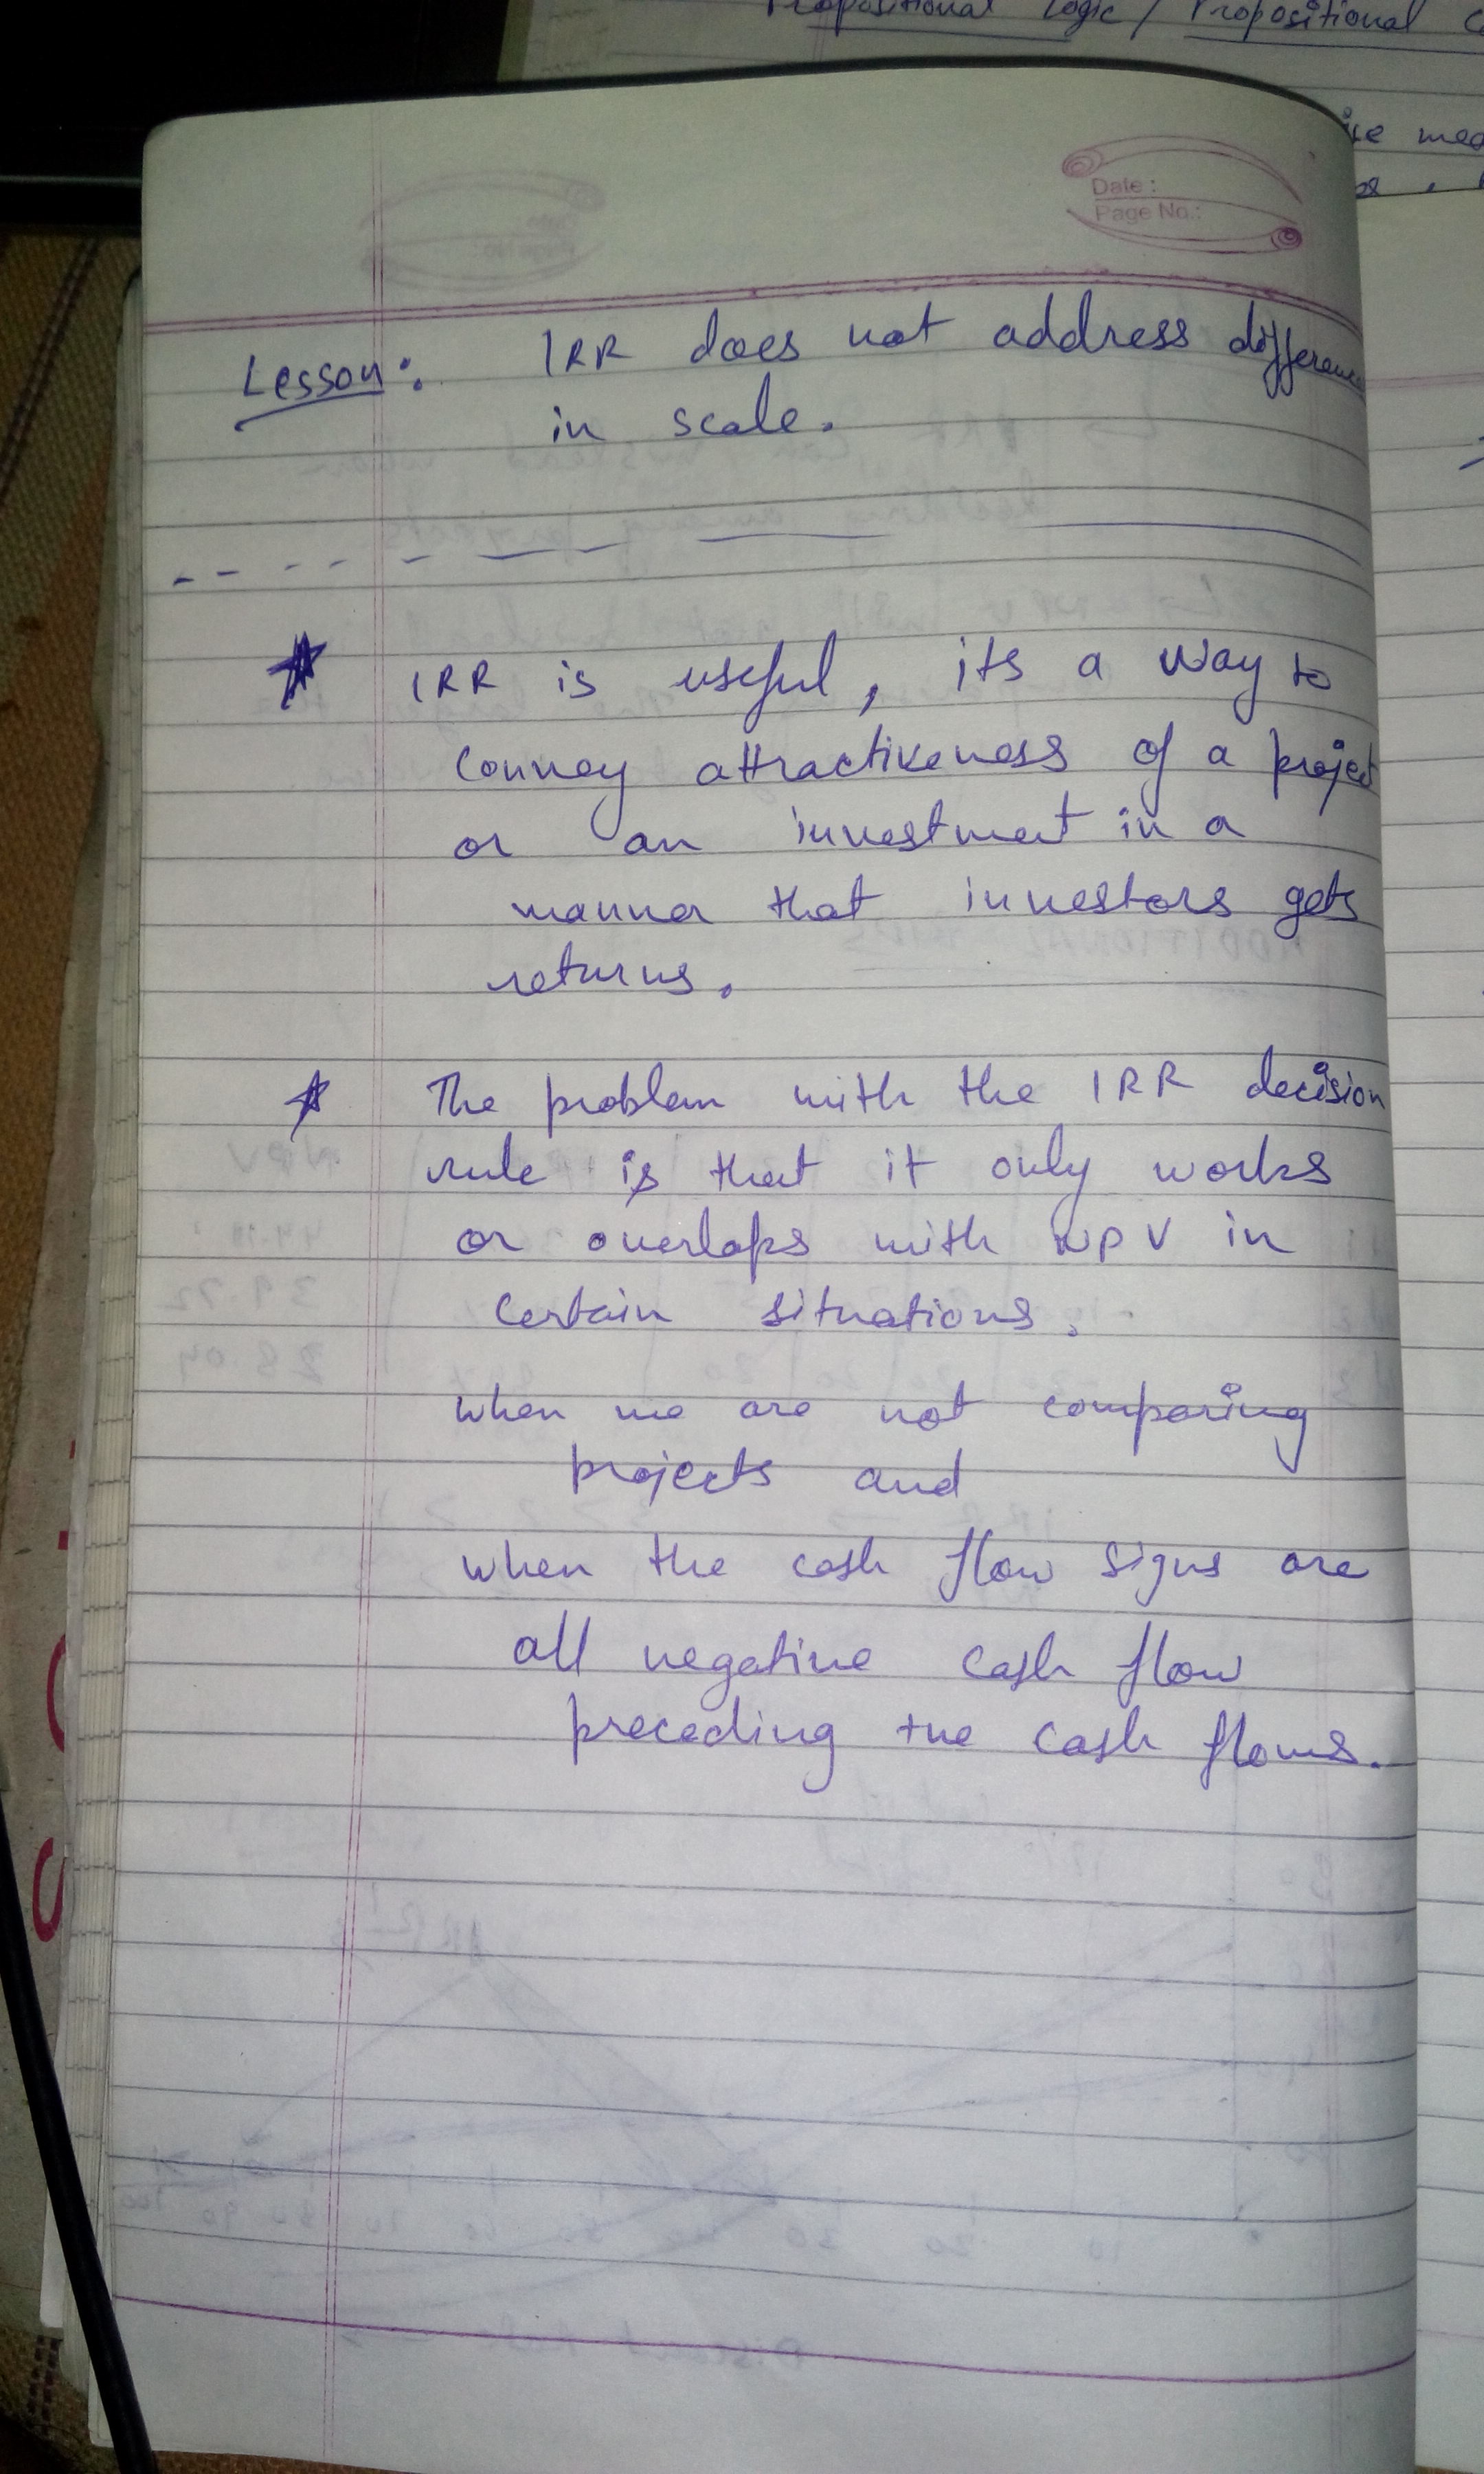 Propositional Logic / Propositional
Date :
Page No.:
Lesson: IRR does not address difference
in scale.
IRR is useful, its a way to
convey attractiveness of a project
or an investment in a
manner that investors gets
returns.
The problem with the IRR decision
rule is that it only works
or overlaps with NPV in
certain situations.
when we are not comparing
projects and
when the cash flow signs are
all negative cash flow
preceding +ve cash flows.